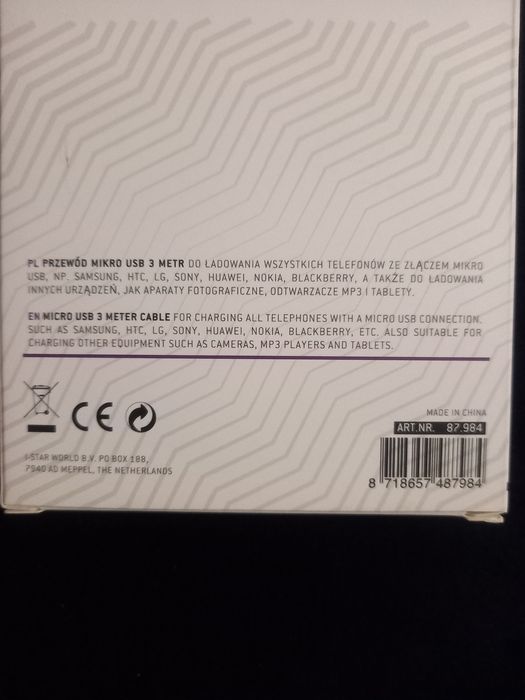 PL PRZEWÓD MIKRO USB 3 METR DO ŁADOWANIA WSZYSTKICH TELEFONÓW ZE ZŁĄCZEM MIKRO
USB, NP. SAMSUNG, HTC, LG, SONY, HUAWEI, NOKIA, BLACKBERRY, A TAKŻE DO ŁADOWANIA
INNYCH URZĄDZEŃ, JAK APARATY FOTOGRAFICZNE, ODTWARZACZE MP3 I TABLETY.
EN MICRO USB 3 METER CABLE FOR CHARGING ALL TELEPHONES WITH A MICRO USB CONNECTION.
SUCH AS SAMSUNG, HTC, LG, SONY, HUAWEI, NOKIA, BLACKBERRY, ETC. ALSO SUITABLE FOR
CHARGING OTHER EQUIPMENT SUCH AS CAMERAS, MP3 PLAYERS AND TABLETS.
CE
MADE IN CHINA
ART.NR. 87.984
I-STAR WORLD B.V. PO BOX 188,
7940 AD MEPPEL, THE NETHERLANDS
8 718657 487984